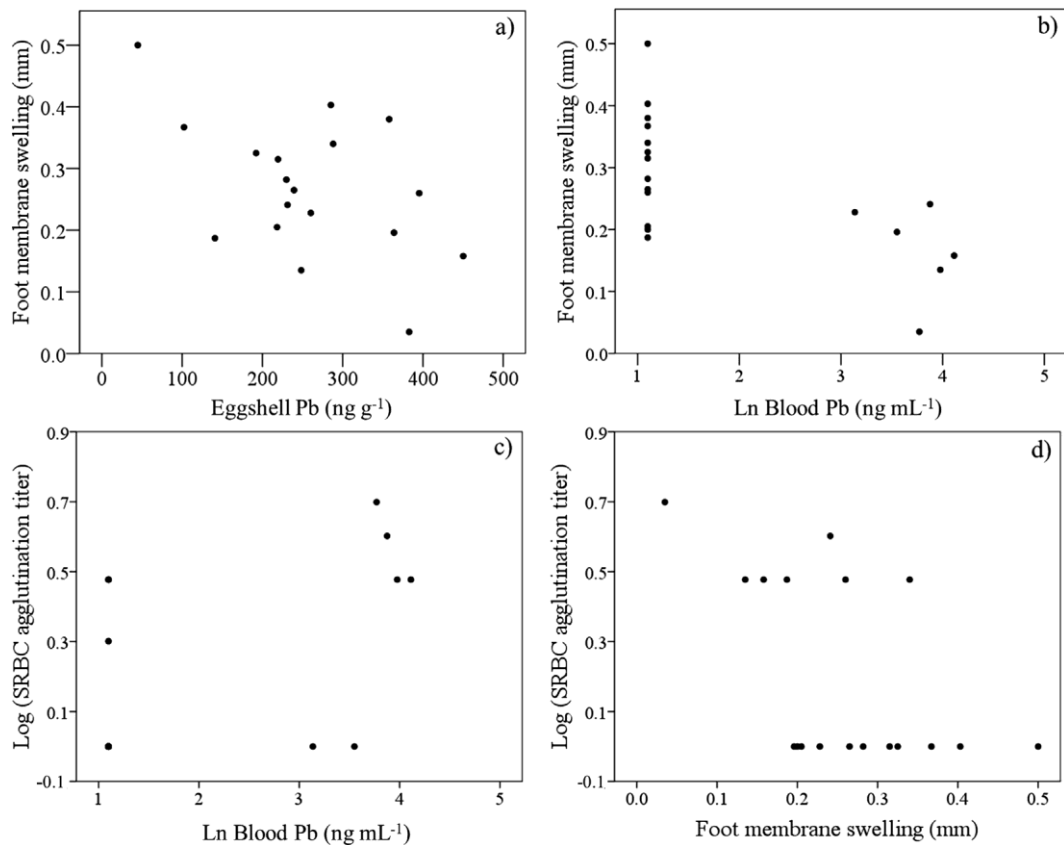 a)
Foot membrane swelling (mm)
0.5
0.4
0.3
0.2
0.1
0.0
0 100 200 300 400 500
Eggshell Pb (ng g⁻¹)
b)
Foot membrane swelling (mm)
0.5
0.4
0.3
0.2
0.1
0.0
1 2 3 4 5
Ln Blood Pb (ng mL⁻¹)
c)
Log (SRBC agglutination titer)
0.9
0.7
0.5
0.3
0.1
-0.1
1 2 3 4 5
Ln Blood Pb (ng mL⁻¹)
d)
Log (SRBC agglutination titer)
0.9
0.7
0.5
0.3
0.1
-0.1
0.0 0.1 0.2 0.3 0.4 0.5
Foot membrane swelling (mm)